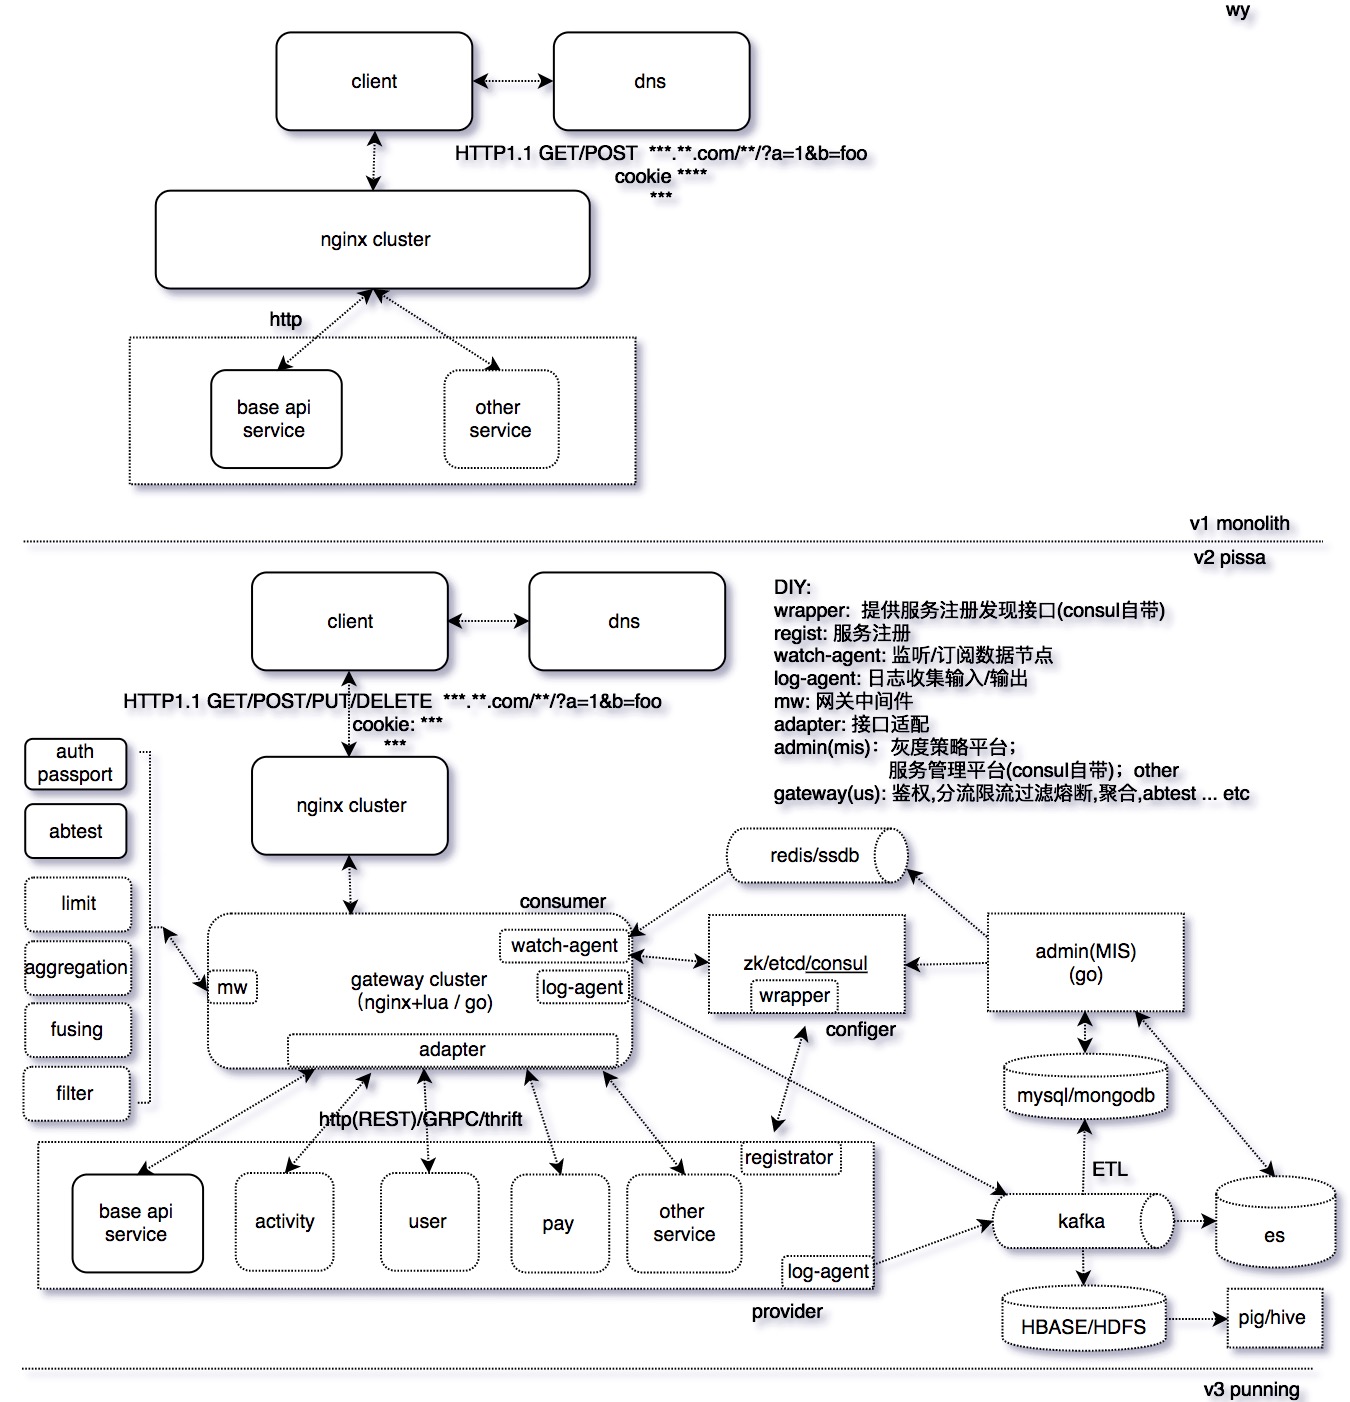 wy
client
dns
HTTP1.1 GET/POST  ***.**.com/**/?a=1&b=foo
cookie ****
***
nginx cluster
http
base api
service
other
service
v1 monolith
v2 pissa
client
dns
DIY:
wrapper:  提供服务注册发现接口(consul自带)
regist: 服务注册
watch-agent: 监听/订阅数据节点
log-agent: 日志收集输入/输出
mw: 网关中间件
adapter: 接口适配
admin(mis)：灰度策略平台；
服务管理平台(consul自带)；other
gateway(us): 鉴权,分流限流过滤熔断,聚合,abtest ... etc
HTTP1.1 GET/POST/PUT/DELETE  ***.**.com/**/?a=1&b=foo
cookie: ***
***
auth
passport
abtest
limit
aggregation
fusing
filter
nginx cluster
redis/ssdb
consumer
watch-agent
log-agent
mw
gateway cluster
（nginx+lua / go)
adapter
zk/etcd/consul
wrapper
configer
admin(MIS)
(go)
mysql/mongodb
http(REST)/GRPC/thrift
registrator
ETL
base api
service
activity
user
pay
other
service
log-agent
provider
kafka
es
HBASE/HDFS
pig/hive
v3 punning